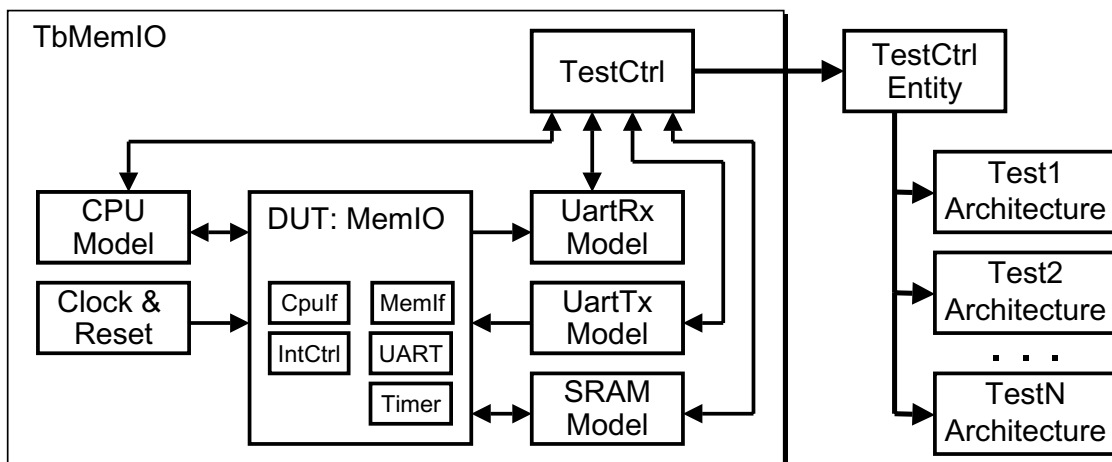 TbMemIO
TestCtrl
TestCtrl
Entity
CPU
Model
DUT: MemIO
UartRx
Model
Test1
Architecture
Clock &
Reset
CpuIf
MemIf
UartTx
Model
Test2
Architecture
IntCtrl
UART
. . .
Timer
SRAM
Model
TestN
Architecture